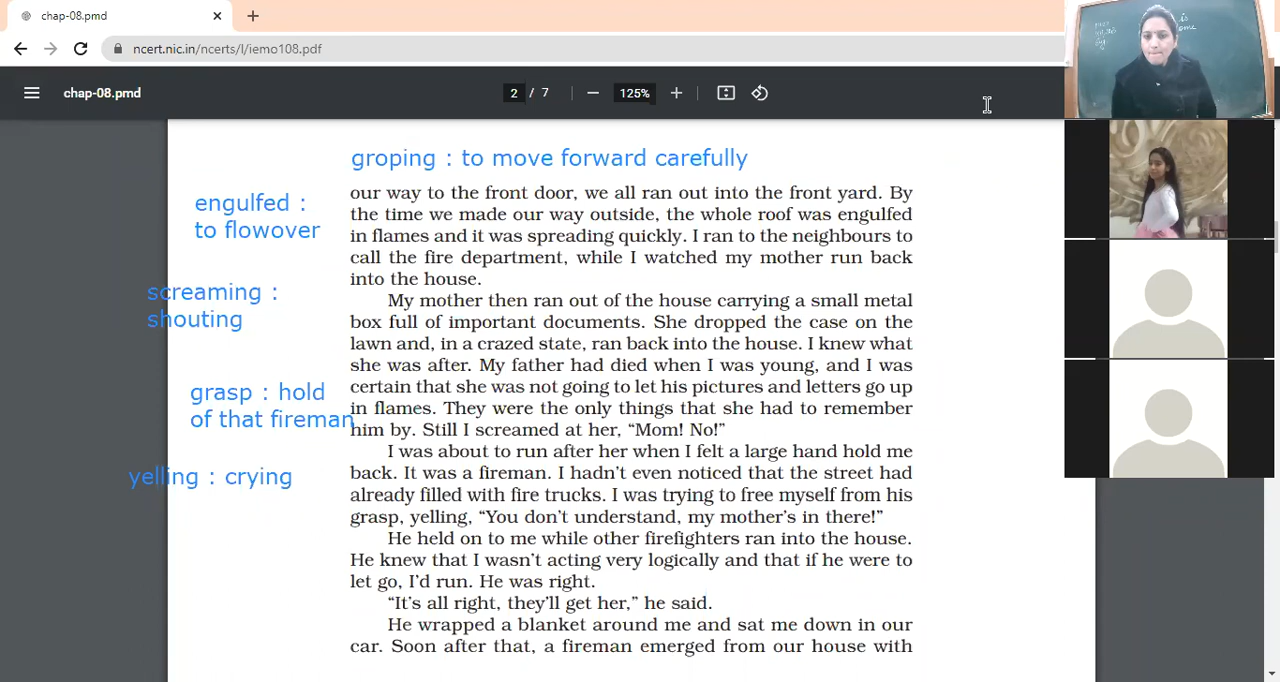 chap-08.pmd
ncert.nic.in/ncerts/l/iemo108.pdf
chap-08.pmd
2 / 7
125%
is
ome
groping : to move forward carefully
engulfed :
to flowover
screaming :
shouting
grasp : hold
of that fireman
yelling : crying
our way to the front door, we all ran out into the front yard. By
the time we made our way outside, the whole roof was engulfed
in flames and it was spreading quickly. I ran to the neighbours to
call the fire department, while I watched my mother run back
into the house.
My mother then ran out of the house carrying a small metal
box full of important documents. She dropped the case on the
lawn and, in a crazed state, ran back into the house. I knew what
she was after. My father had died when I was young, and I was
certain that she was not going to let his pictures and letters go up
in flames. They were the only things that she had to remember
him by. Still I screamed at her, “Mom! No!”
I was about to run after her when I felt a large hand hold me
back. It was a fireman. I hadn’t even noticed that the street had
already filled with fire trucks. I was trying to free myself from his
grasp, yelling, “You don’t understand, my mother’s in there!”
He held on to me while other firefighters ran into the house.
He knew that I wasn’t acting very logically and that if he were to
let go, I’d run. He was right.
“It’s all right, they’ll get her,” he said.
He wrapped a blanket around me and sat me down in our
car. Soon after that, a fireman emerged from our house with